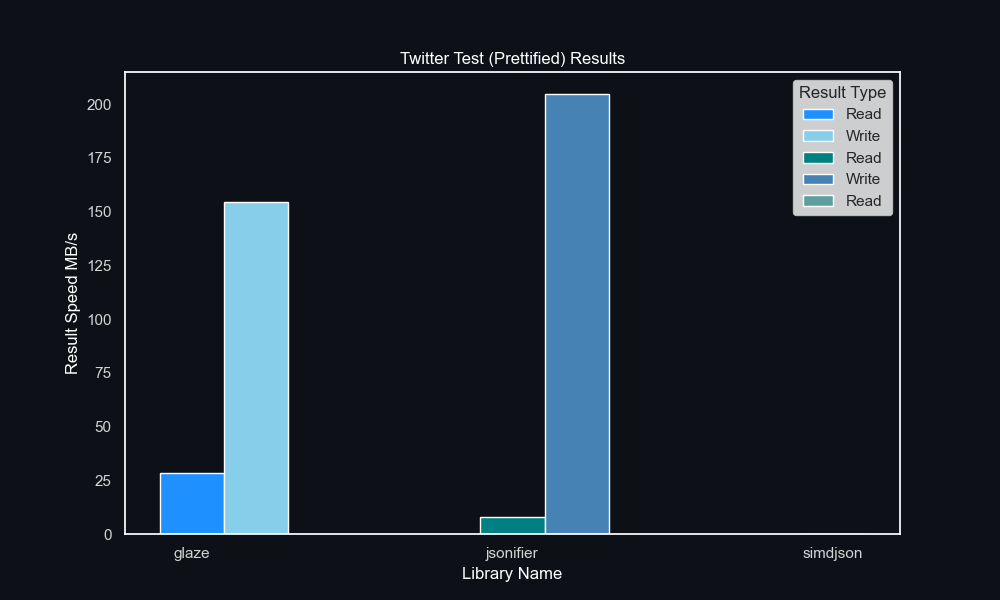 Twitter Test (Prettified) Results
Result Type
Read
Write
Read
Write
Read
Result Speed MB/s
200
175
150
125
100
75
50
25
0
glaze
jsonifier
simdjson
Library Name